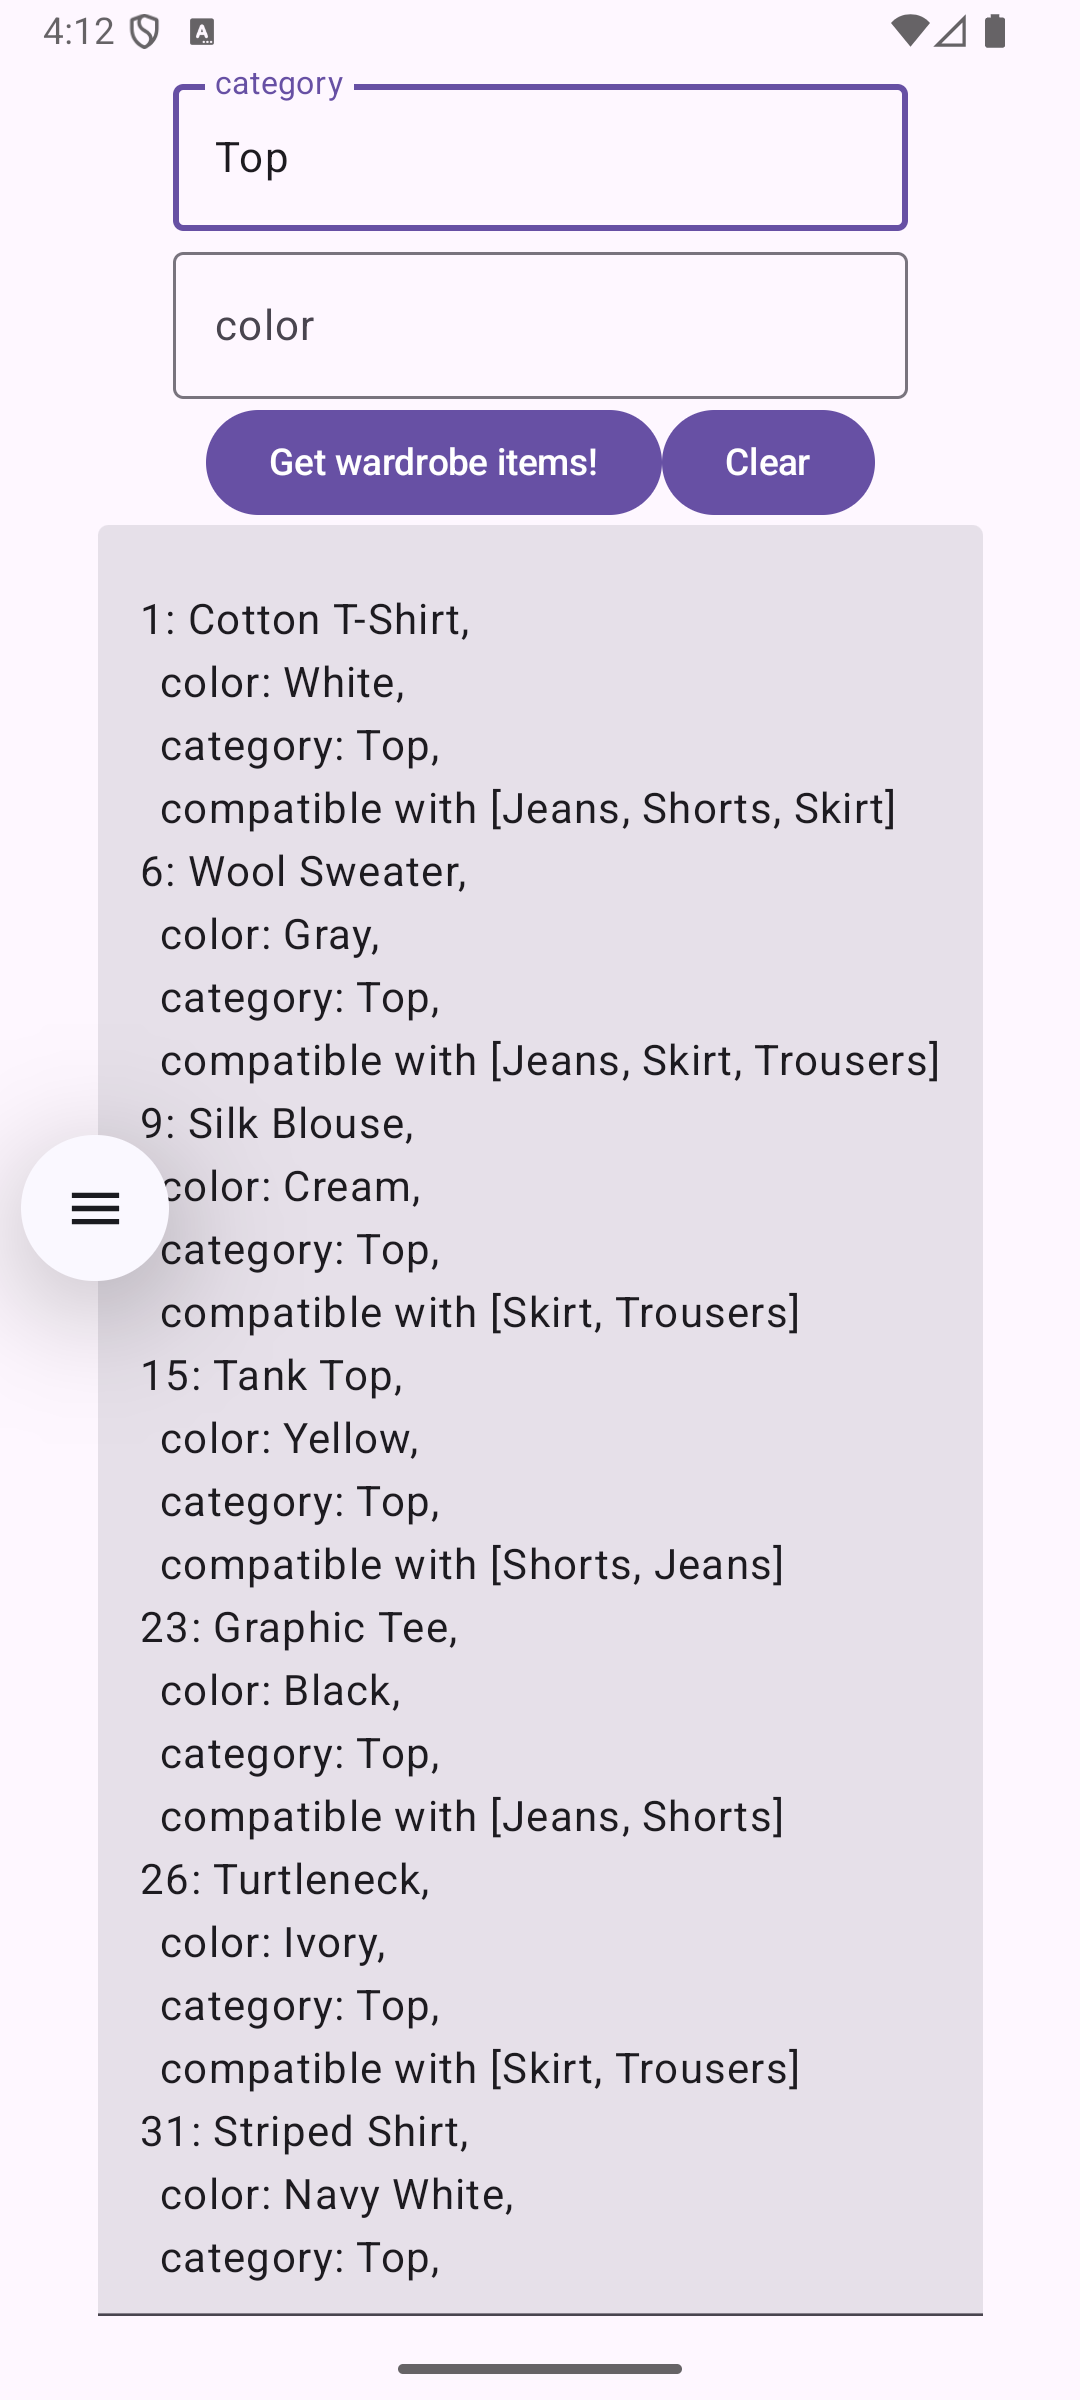 4:12
category
Top
color
Get wardrobe items!
Clear
1: Cotton T-Shirt,
color: White,
category: Top,
compatible with [Jeans, Shorts, Skirt]
6: Wool Sweater,
color: Gray,
category: Top,
compatible with [Jeans, Skirt, Trousers]
9: Silk Blouse,
color: Cream,
category: Top,
compatible with [Skirt, Trousers]
15: Tank Top,
color: Yellow,
category: Top,
compatible with [Shorts, Jeans]
23: Graphic Tee,
color: Black,
category: Top,
compatible with [Jeans, Shorts]
26: Turtleneck,
color: Ivory,
category: Top,
compatible with [Skirt, Trousers]
31: Striped Shirt,
color: Navy White,
category: Top,